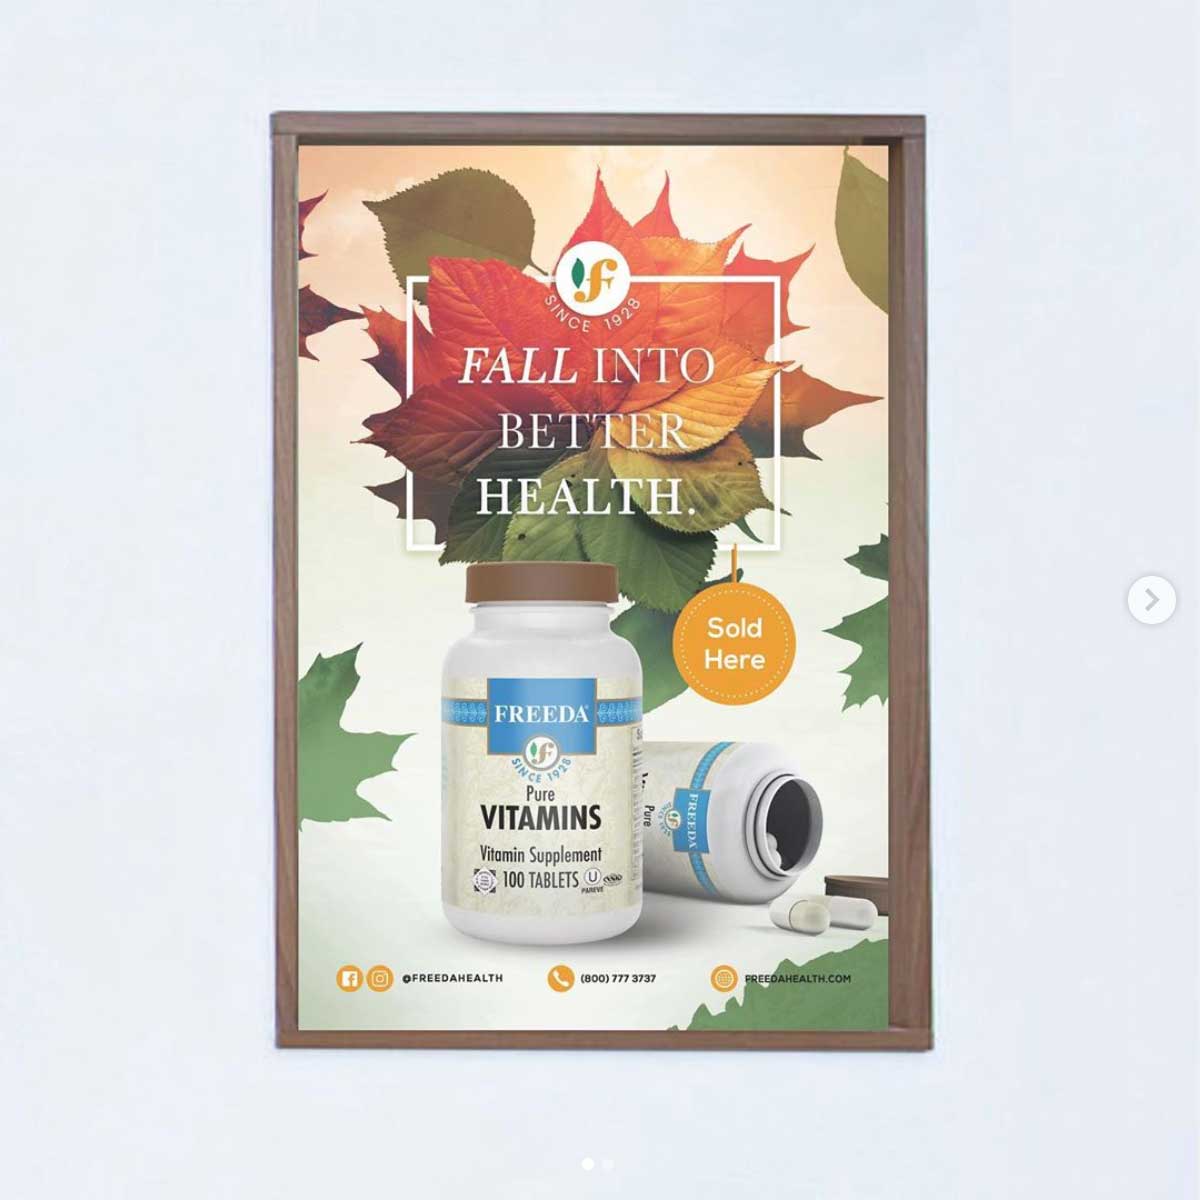 SINCE 1928
FALL INTO
BETTER
HEALTH.
Sold
Here
FREEDA®
SINCE 1928
Pure
VITAMINS
Vitamin Supplement
100 TABLETS
U
PAREVE
FREEDA
Pure
@FREEDAHEALTH
(800) 777 3737
FREEDAHEALTH.COM